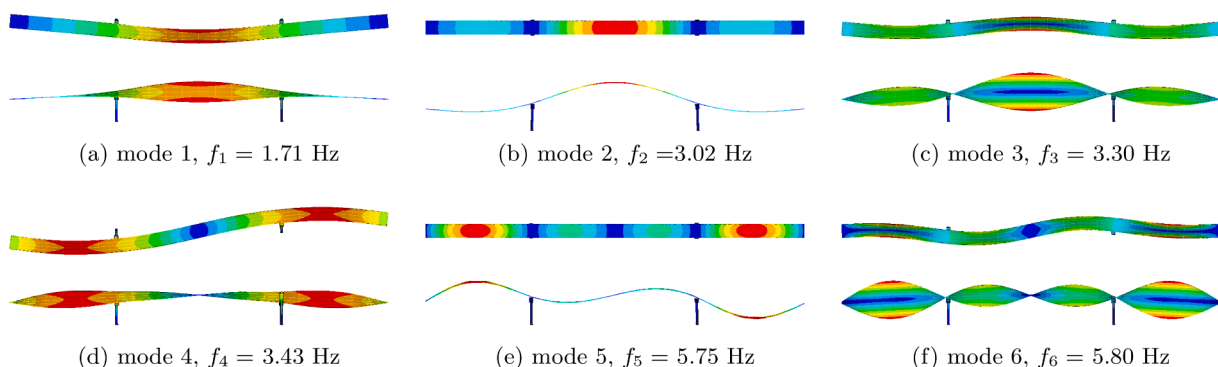 (a) mode 1, f₁ = 1.71 Hz
(b) mode 2, f₂ =3.02 Hz
(c) mode 3, f₃ = 3.30 Hz
(d) mode 4, f₄ = 3.43 Hz
(e) mode 5, f₅ = 5.75 Hz
(f) mode 6, f₆ = 5.80 Hz